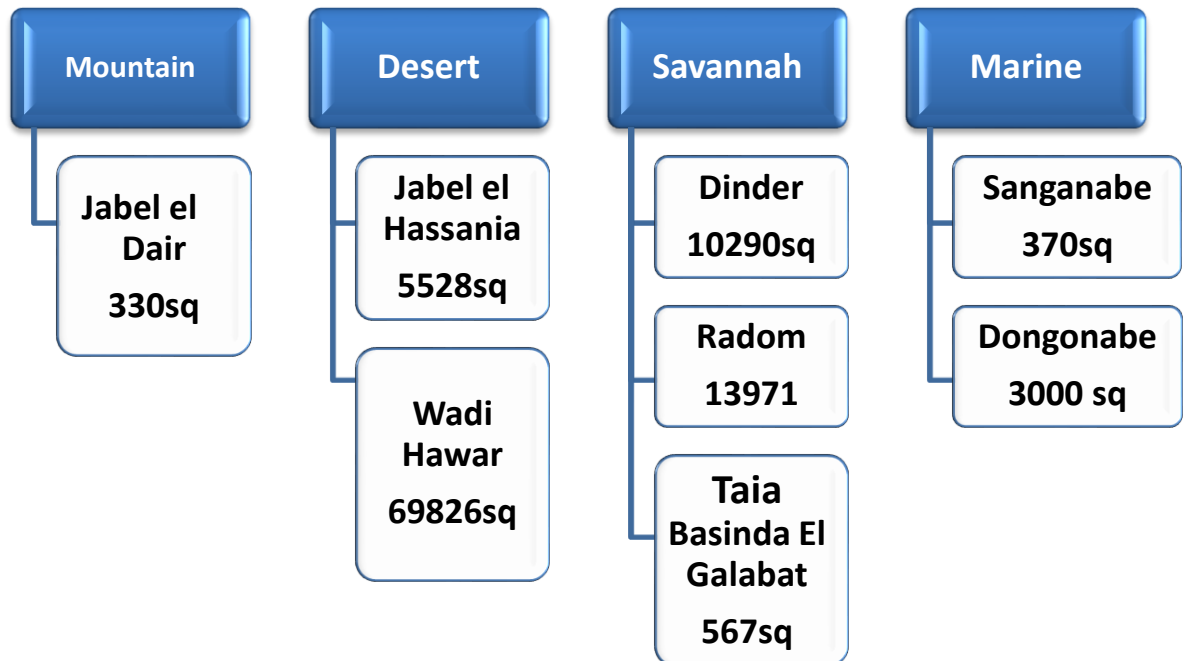 Mountain
Jabel el
Dair
330sq
Desert
Jabel el
Hassania
5528sq
Wadi
Hawar
69826sq
Savannah
Dinder
10290sq
Radom
13971
Taia
Basinda El
Galabat
567sq
Marine
Sanganabe
370sq
Dongonabe
3000 sq